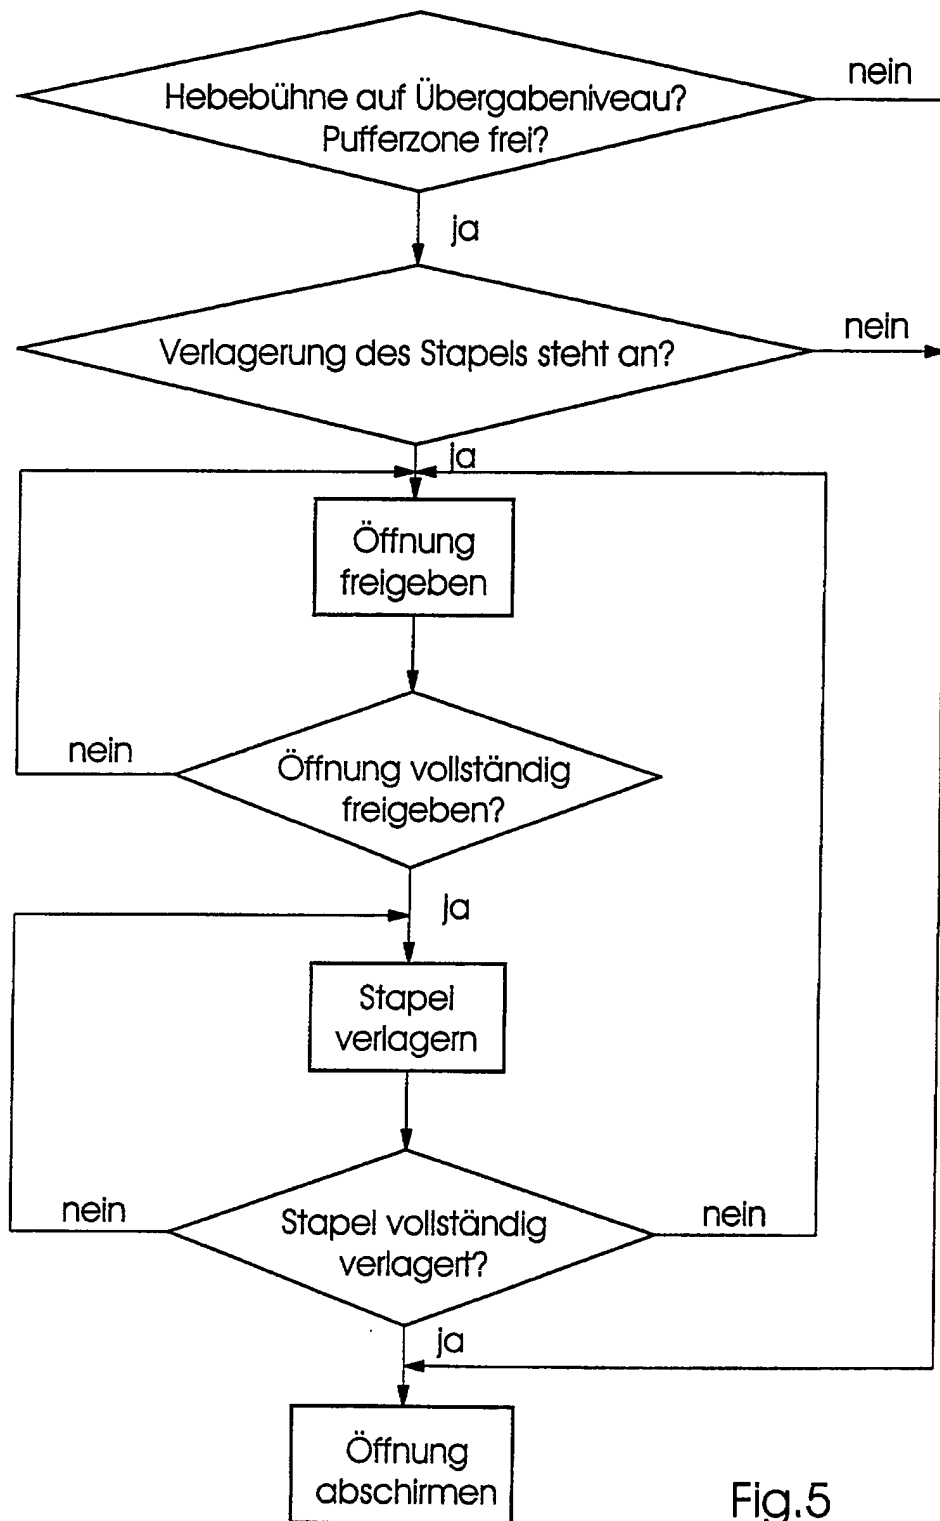 Hebebühne auf Übergabeniveau?
Pufferzone frei?
nein
ja
Verlagerung des Stapels steht an?
nein
ja
Öffnung
freigeben
Öffnung vollständig
freigeben?
nein
ja
Stapel
verlagern
Stapel vollständig
verlagert?
nein
nein
ja
Öffnung
abschirmen
Fig.5